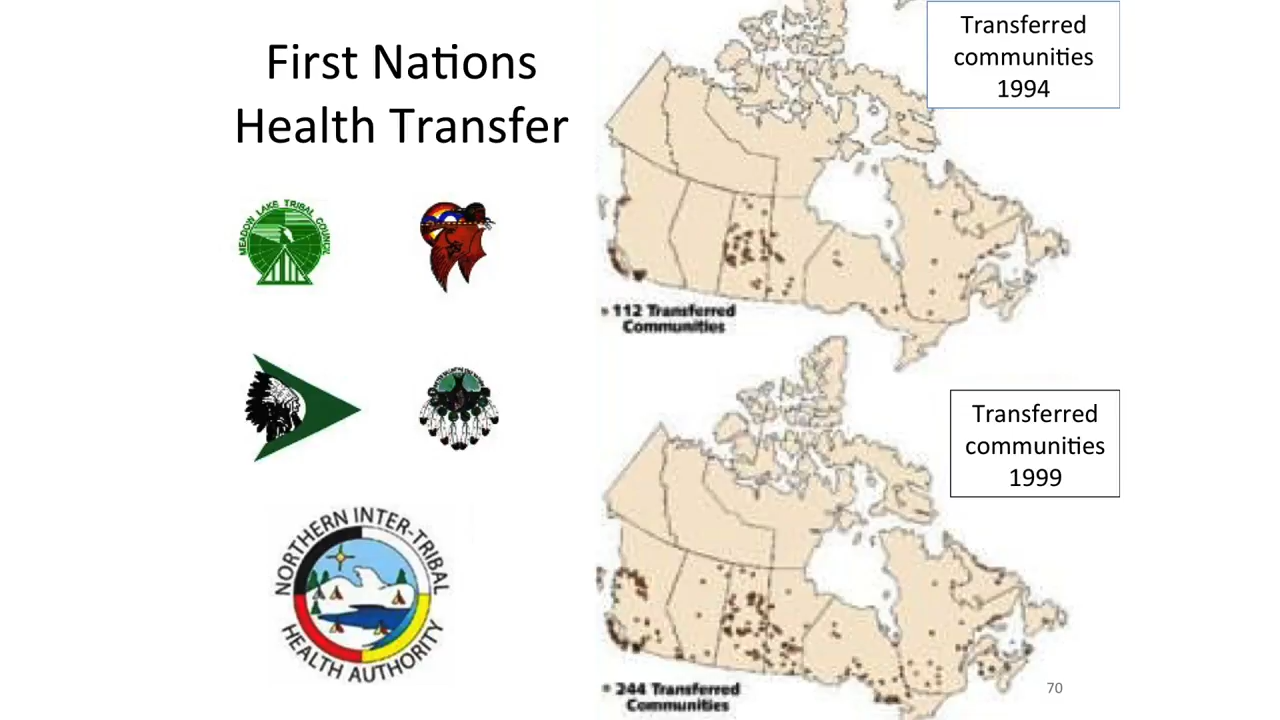 First Nations
Health Transfer
MEADOW LAKE TRIBAL COUNCIL
NORTHERN INTER-TRIBAL
HEALTH AUTHORITY
Transferred
communities
1994
112 Transferred
Communities
Transferred
communities
1999
244 Transferred
Communities
70